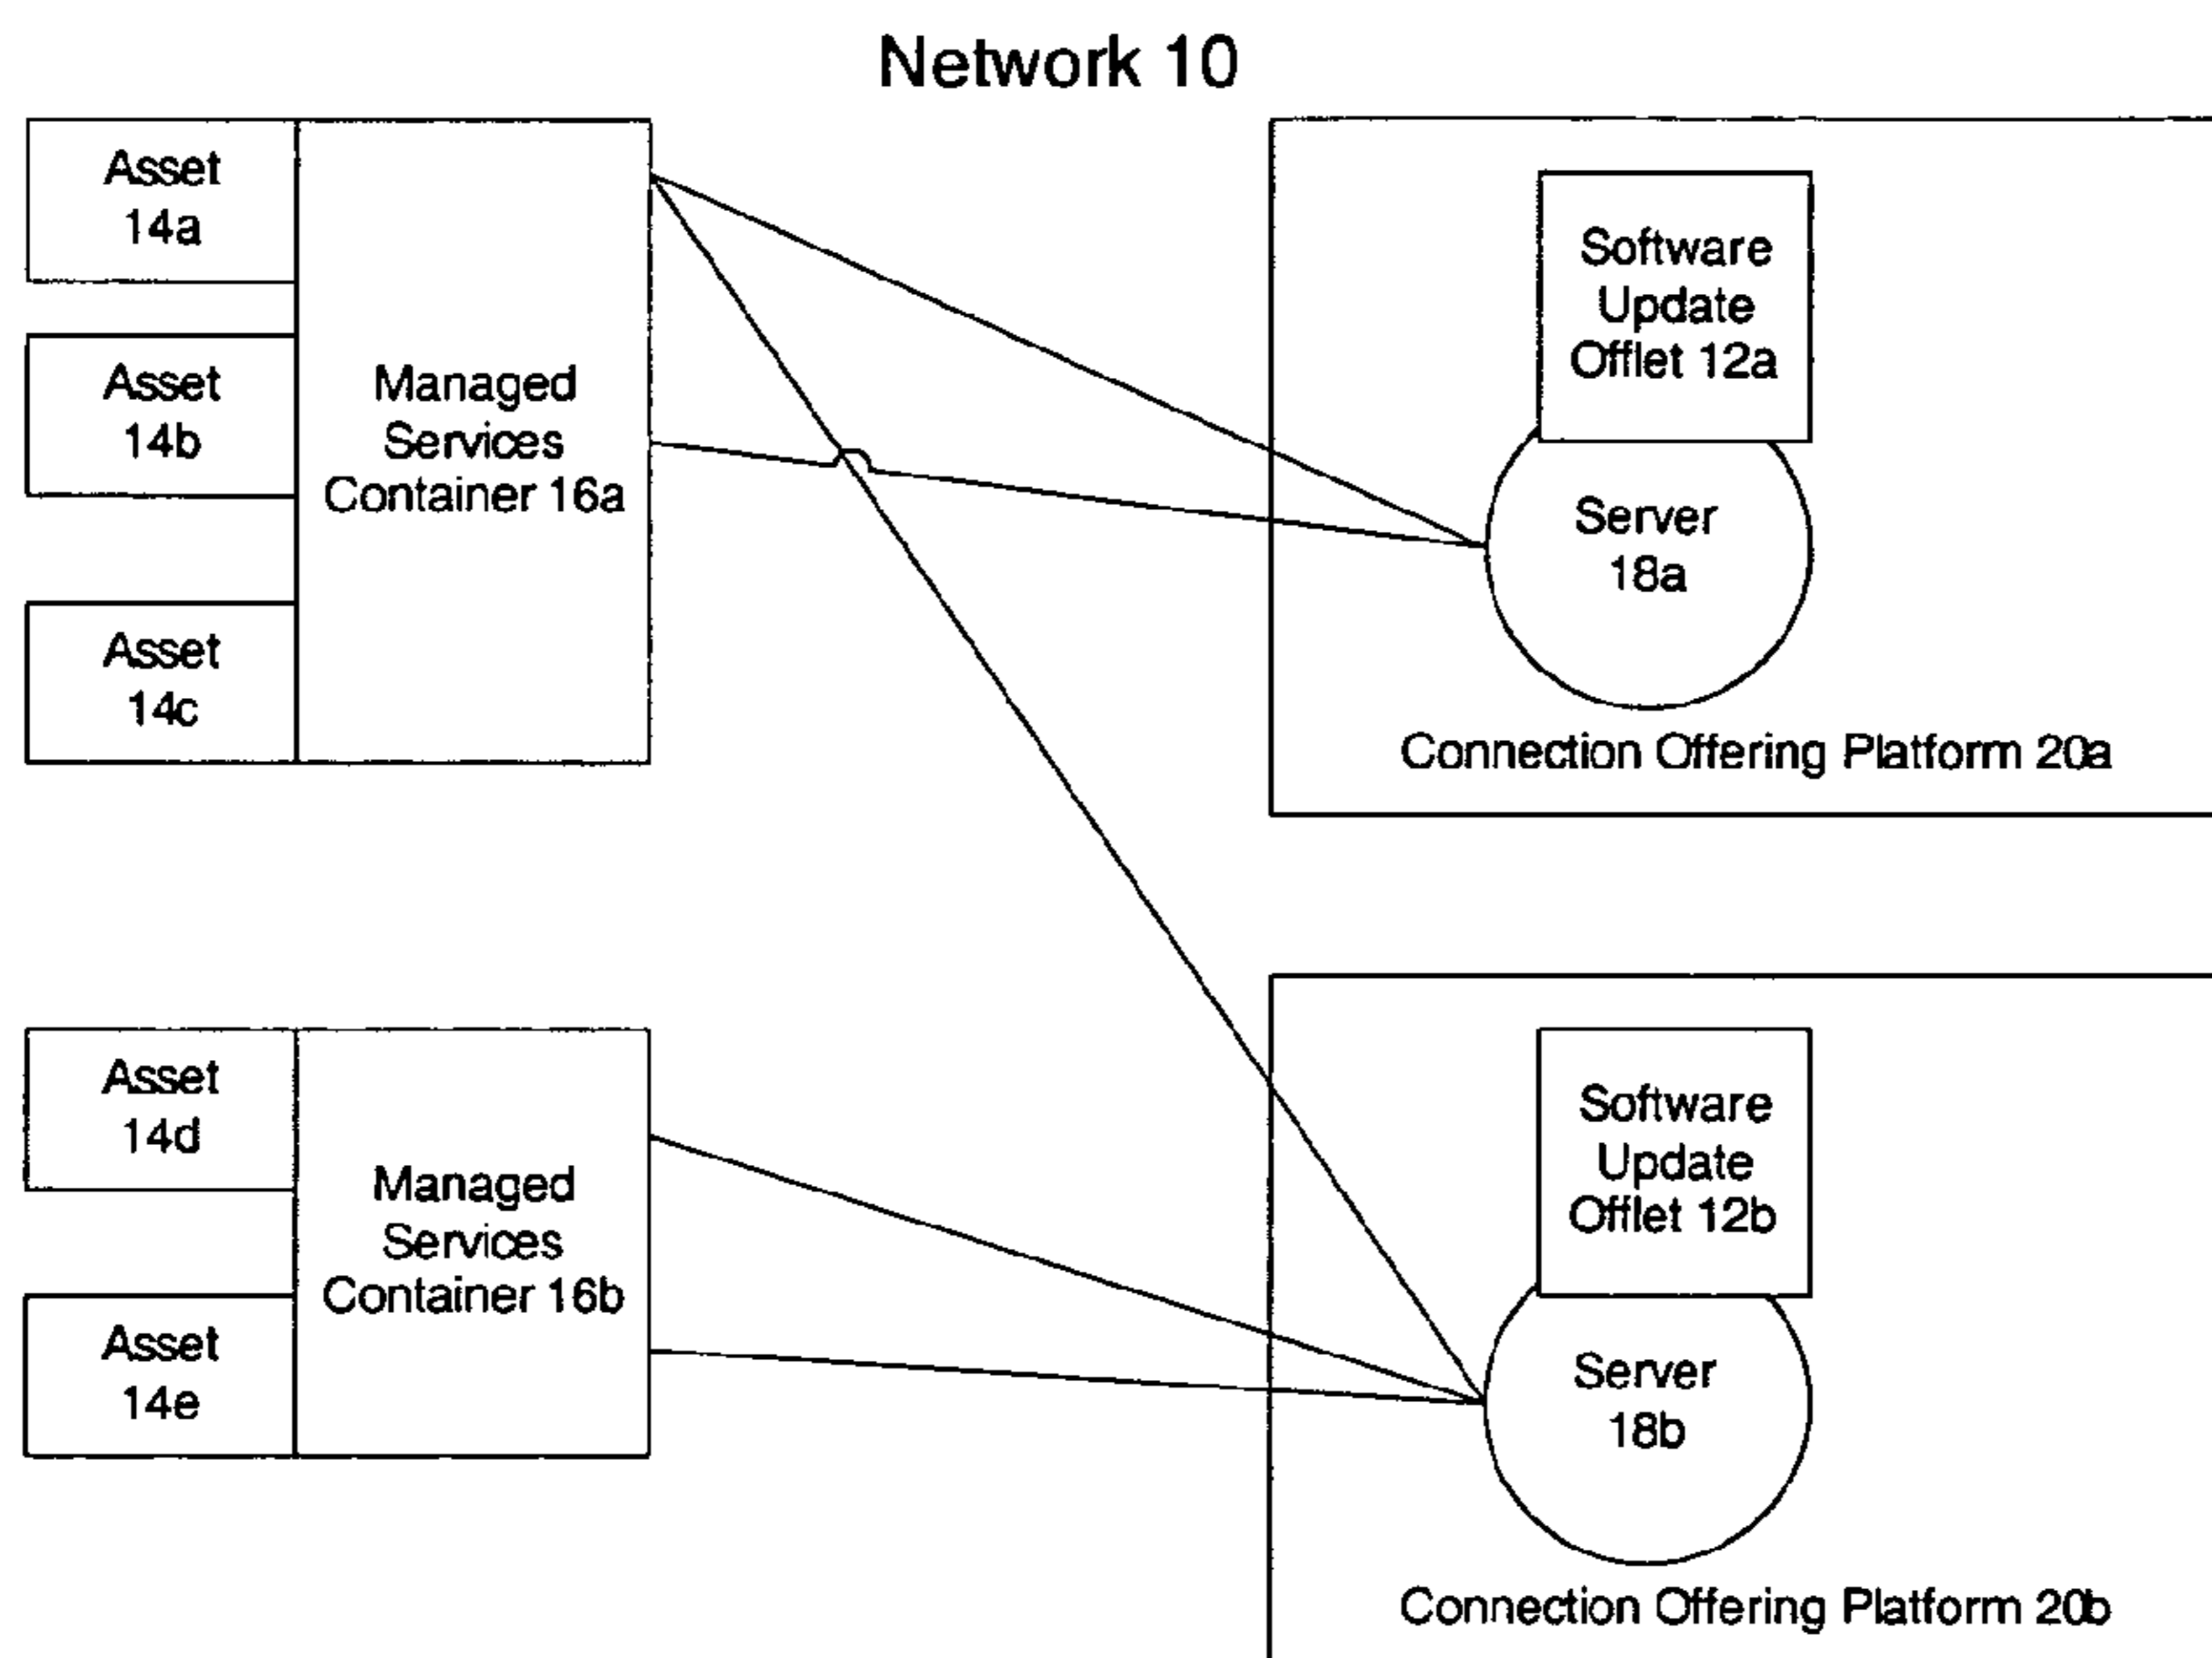 Network 10
Asset
14a
Asset
14b
Asset
14c
Managed
Services
Container 16a
Software
Update
Offlet 12a
Server
18a
Connection Offering Platform 20a
Asset
14d
Asset
14e
Managed
Services
Container 16b
Software
Update
Offlet 12b
Server
18b
Connection Offering Platform 20b